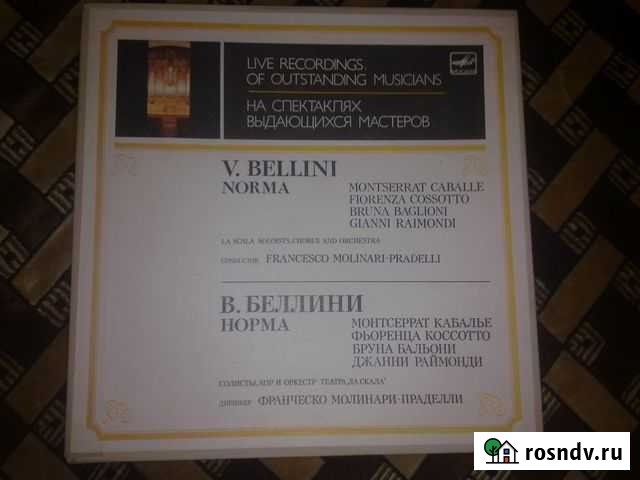 LIVE RECORDINGS
OF OUTSTANDING MUSICIANS
НА СПЕКТАКЛЯХ
ВЫДАЮЩИХСЯ МАСТЕРОВ
V. BELLINI
NORMA
MONTSERRAT CABALLE
FIORENZA COSSOTTO
BRUNA BAGLIONI
GIANNI RAIMONDI
LA SCALA SOLOISTS, CHORUS AND ORCHESTRA
CONDUCTOR FRANCESCO MOLINARI-PRADELLI
В. БЕЛЛИНИ
НОРМА
МОНТСЕРРАТ КАБАЛЬЕ
ФЬОРЕНЦА КОССОТТО
БРУНА БАЛЬОНИ
ДЖАННИ РАЙМОНДИ
СОЛИСТЫ, ХОР И ОРКЕСТР ТЕАТРА „ЛА СКАЛА"
ДИРИЖЕР ФРАНЧЕСКО МОЛИНАРИ-ПРАДЕЛЛИ
rosndv.ru